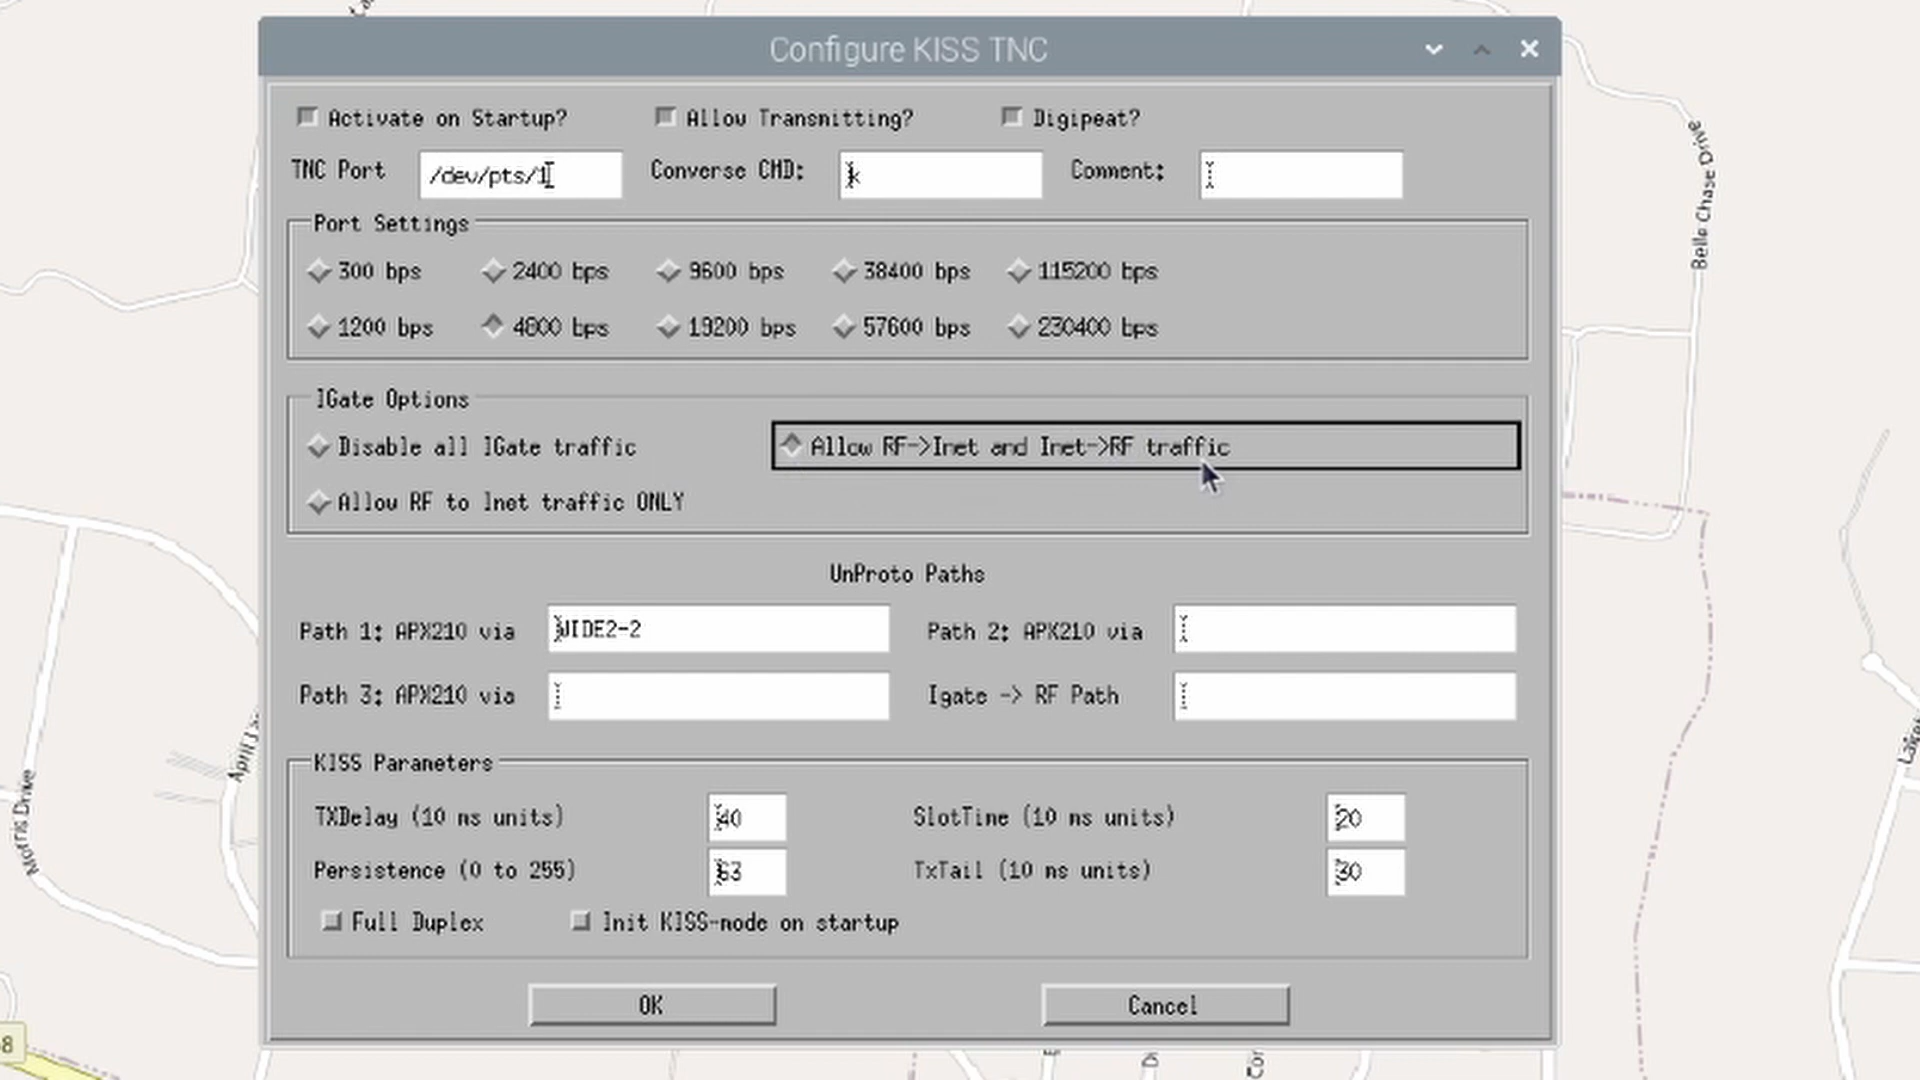 Configure KISS TNC
Activate on Startup? Allow Transmitting? Digipeat?
TNC Port /dev/pts/1 Converse CMD: k Comment:
Port Settings
300 bps 2400 bps 9600 bps 38400 bps 115200 bps
1200 bps 4800 bps 19200 bps 57600 bps 230400 bps
IGate Options
Disable all IGate traffic Allow RF->Inet and Inet->RF traffic
Allow RF to Inet traffic ONLY
UnProto Paths
Path 1: APX210 via WIDE2-2 Path 2: APX210 via
Path 3: APX210 via Igate -> RF Path
KISS Parameters
TXDelay (10 ms units) 40 SlotTime (10 ms units) 20
Persistence (0 to 255) 63 TxTail (10 ms units) 30
Full Duplex Init KISS-mode on startup
OK Cancel
Belle Chase Drive
Morris Drive
8